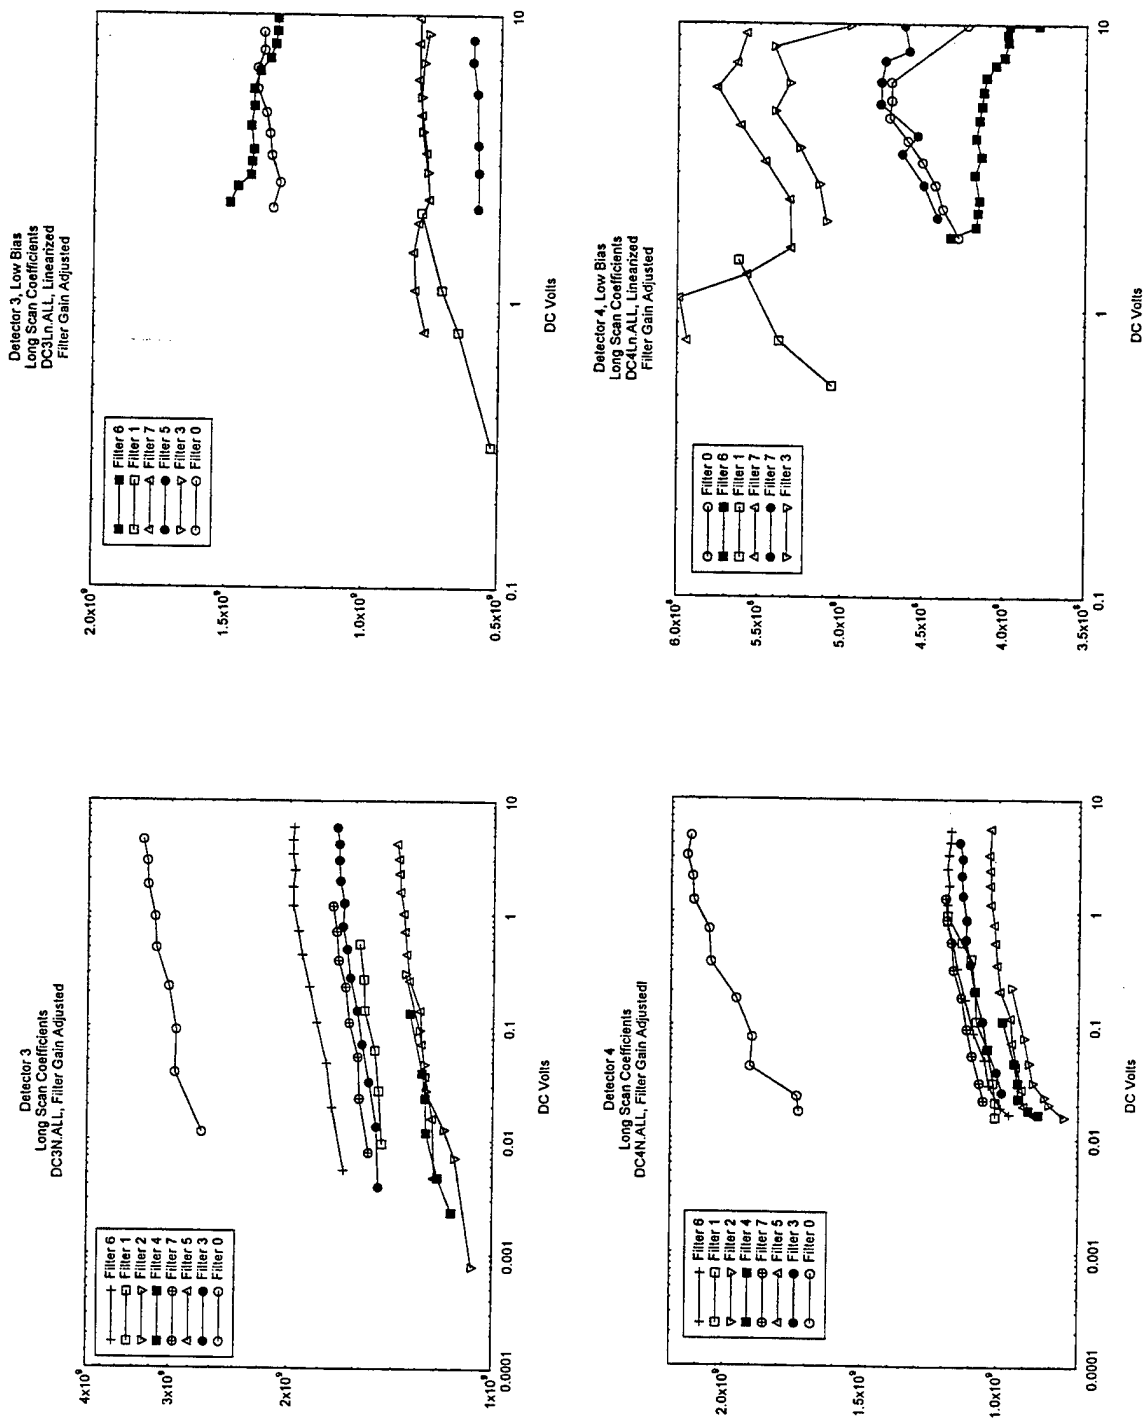 Detector 3
Long Scan Coefficients
DC3N.ALL, Filter Gain Adjusted
4x10⁹
3x10⁹
2x10⁹
1x10⁹
Filter 6
Filter 1
Filter 2
Filter 4
Filter 7
Filter 5
Filter 3
Filter 0
0.0001
0.001
0.01
0.1
1
10
DC Volts
Detector 3, Low Bias
Long Scan Coefficients
DC3Ln.ALL, Linearized
Filter Gain Adjusted
2.0x10⁹
1.5x10⁹
1.0x10⁹
0.5x10⁹
Filter 6
Filter 1
Filter 7
Filter 5
Filter 3
Filter 0
0.1
1
10
DC Volts
Detector 4
Long Scan Coefficients
DC4N.ALL, Filter Gain Adjusted!
2.0x10⁹
1.5x10⁹
1.0x10⁹
Filter 6
Filter 1
Filter 2
Filter 4
Filter 7
Filter 5
Filter 3
Filter 0
0.0001
0.001
0.01
0.1
1
10
DC Volts
Detector 4, Low Bias
Long Scan Coefficients
DC4Ln.ALL, Linearized
Filter Gain Adjusted
6.0x10⁸
5.5x10⁸
5.0x10⁸
4.5x10⁸
4.0x10⁸
3.5x10⁸
Filter 0
Filter 6
Filter 1
Filter 7
Filter 7
Filter 3
0.1
1
10
DC Volts